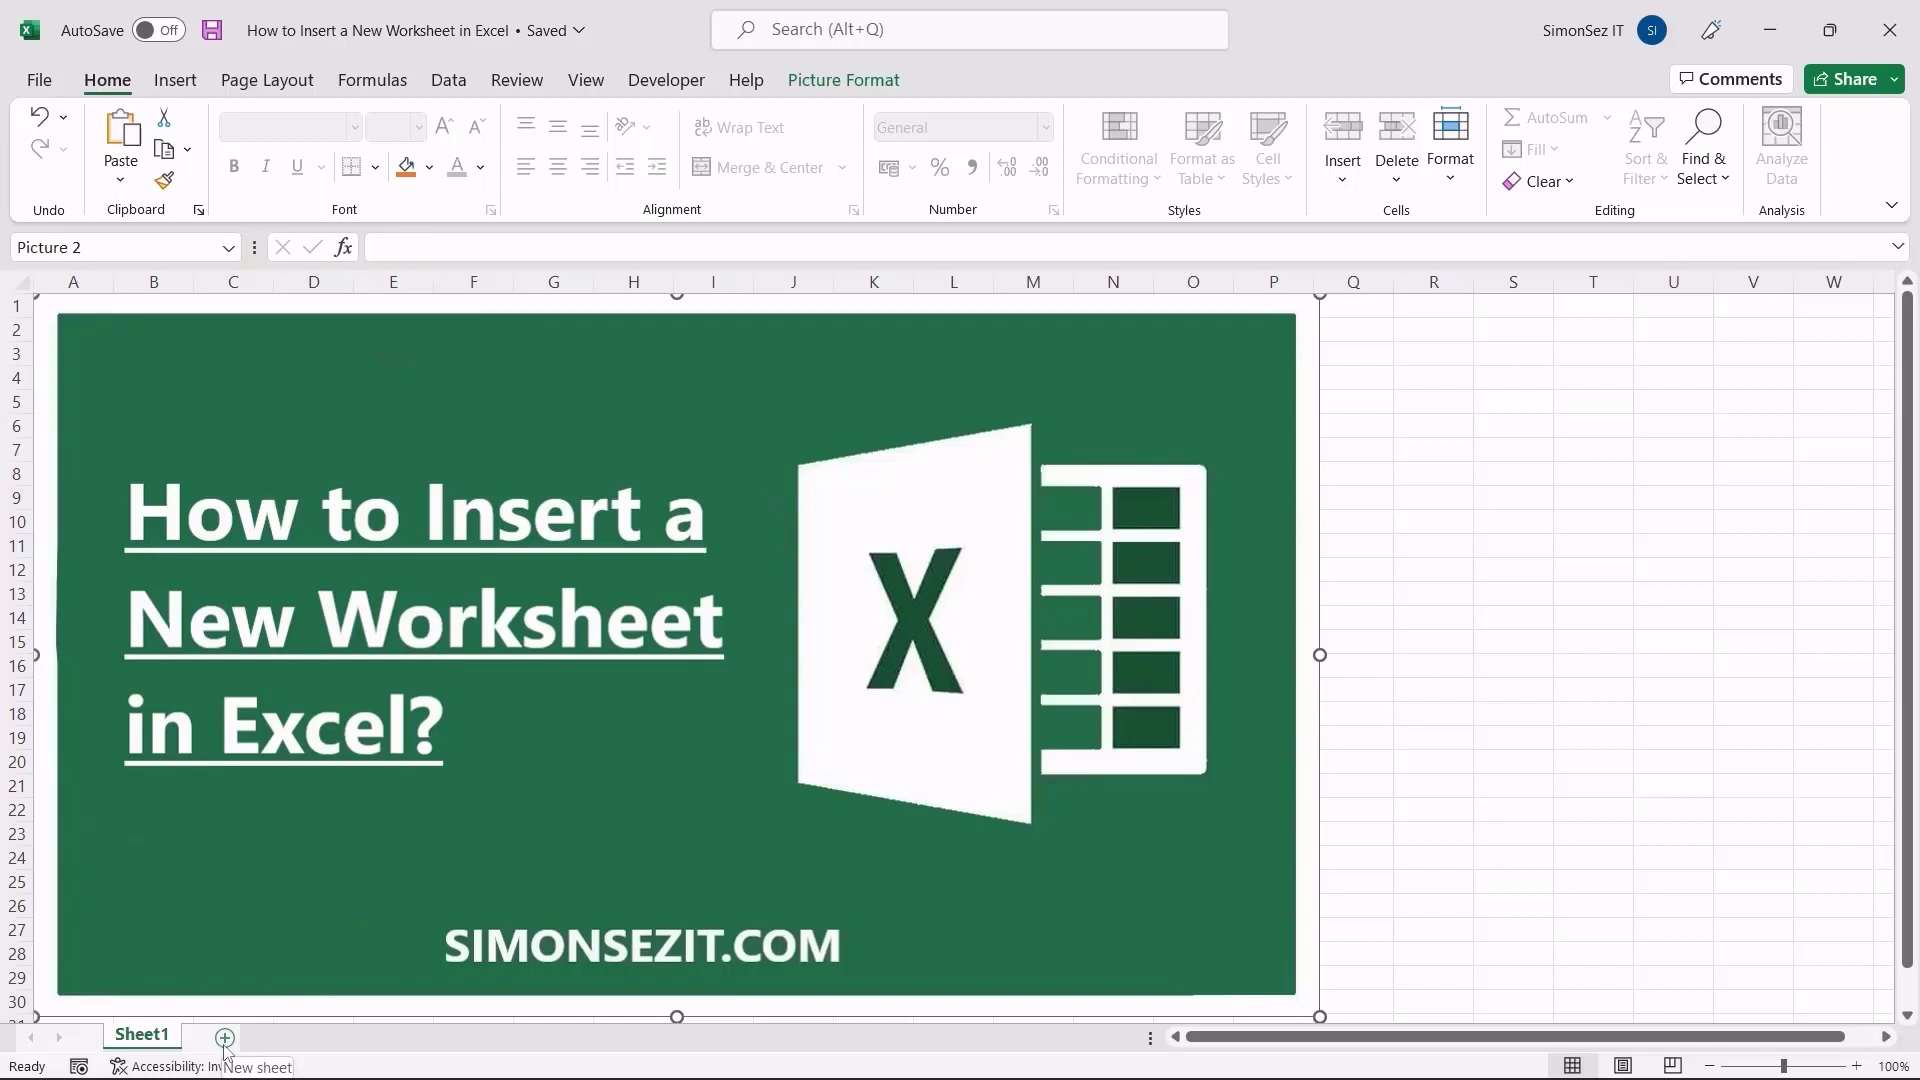 AutoSave Off How to Insert a New Worksheet in Excel • Saved Search (Alt+Q) SimonSez IT SI
File Home Insert Page Layout Formulas Data Review View Developer Help Picture Format Comments Share
Paste
Undo
Clipboard
B I U A
Font
ab Wrap Text
Merge & Center
Alignment
General
% 
Number
Conditional Formatting
Format as Table
Cell Styles
Styles
Insert
Delete
Format
Cells
AutoSum
Fill
Clear
Sort & Filter
Find & Select
Editing
Analyze Data
Analysis
Picture 2 fx
A B C D E F G H I J K L M N O P Q R S T U V W
1
2
3
4
5
6
7
8
9
10
11
12
13
14
15
16
17
18
19
20
21
22
23
24
25
26
27
28
29
30
How to Insert a
New Worksheet
in Excel?
X
SIMONSEZIT.COM
Sheet1
Ready Accessibility: Inv New sheet 100%